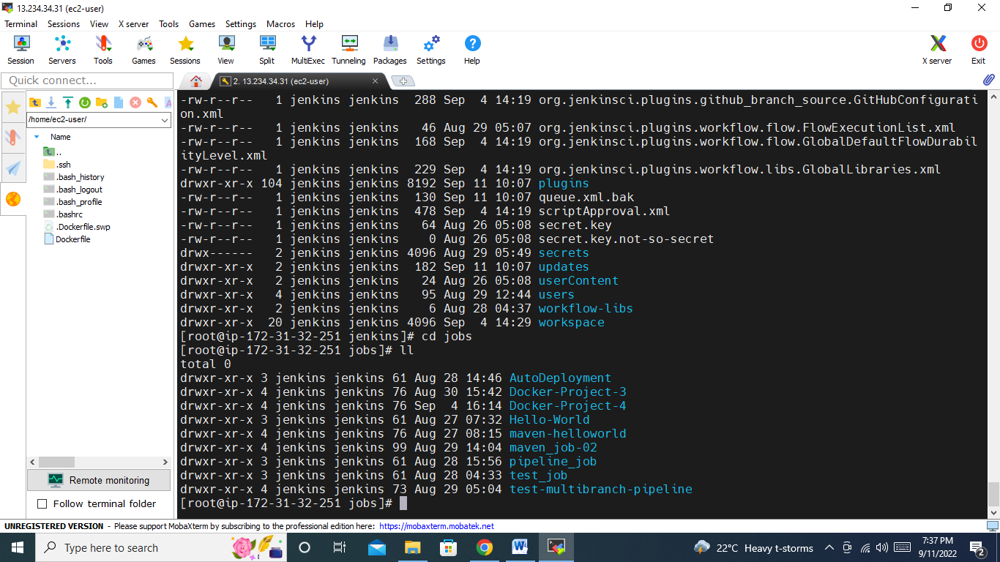 13.234.34.31 (ec2-user)
Terminal Sessions View X server Tools Games Settings Macros Help
Session Servers Tools Games Sessions View Split MultiExec Tunneling Packages Settings Help X server Exit
Quick connect...
2. 13.234.34.31 (ec2-user)
/home/ec2-user/
Name
..
.ssh
.bash_history
.bash_logout
.bash_profile
.bashrc
.Dockerfile.swp
Dockerfile
Remote monitoring
Follow terminal folder
-rw-r--r--   1 jenkins jenkins  288 Sep  4 14:19 org.jenkinsci.plugins.github_branch_source.GitHubConfigurati
on.xml
-rw-r--r--   1 jenkins jenkins   46 Aug 29 05:07 org.jenkinsci.plugins.workflow.flow.FlowExecutionList.xml
-rw-r--r--   1 jenkins jenkins  168 Sep  4 14:19 org.jenkinsci.plugins.workflow.flow.GlobalDefaultFlowDurabil
ityLevel.xml
-rw-r--r--   1 jenkins jenkins  229 Sep  4 14:19 org.jenkinsci.plugins.workflow.libs.GlobalLibraries.xml
drwxr-xr-x 104 jenkins jenkins 8192 Sep 11 10:07 plugins
-rw-r--r--   1 jenkins jenkins  130 Sep 11 10:07 queue.xml.bak
-rw-r--r--   1 jenkins jenkins  478 Sep  4 14:19 scriptApproval.xml
-rw-r--r--   1 jenkins jenkins   64 Aug 26 05:08 secret.key
-rw-r--r--   1 jenkins jenkins    0 Aug 26 05:08 secret.key.not-so-secret
drwx------   2 jenkins jenkins 4096 Aug 29 05:49 secrets
drwxr-xr-x   2 jenkins jenkins  182 Sep 11 10:07 updates
drwxr-xr-x   2 jenkins jenkins   24 Aug 26 05:08 userContent
drwxr-xr-x   4 jenkins jenkins   95 Aug 29 12:44 users
drwxr-xr-x   2 jenkins jenkins    6 Aug 28 04:37 workflow-libs
drwxr-xr-x  20 jenkins jenkins 4096 Sep  4 14:29 workspace
[root@ip-172-31-32-251 jenkins]# cd jobs
[root@ip-172-31-32-251 jobs]# ll
total 0
drwxr-xr-x 3 jenkins jenkins 61 Aug 28 14:46 AutoDeployment
drwxr-xr-x 4 jenkins jenkins 76 Aug 30 15:42 Docker-Project-3
drwxr-xr-x 4 jenkins jenkins 76 Sep  4 16:14 Docker-Project-4
drwxr-xr-x 3 jenkins jenkins 61 Aug 27 07:32 Hello-World
drwxr-xr-x 4 jenkins jenkins 76 Aug 27 08:15 maven-helloworld
drwxr-xr-x 4 jenkins jenkins 99 Aug 29 14:04 maven_job-02
drwxr-xr-x 3 jenkins jenkins 61 Aug 28 15:56 pipeline_job
drwxr-xr-x 3 jenkins jenkins 61 Aug 28 04:33 test_job
drwxr-xr-x 4 jenkins jenkins 73 Aug 29 05:04 test-multibranch-pipeline
[root@ip-172-31-32-251 jobs]#
UNREGISTERED VERSION - Please support MobaXterm by subscribing to the professional edition here: https://mobaxterm.mobatek.net
Type here to search
22°C Heavy t-storms
7:37 PM
9/11/2022
2